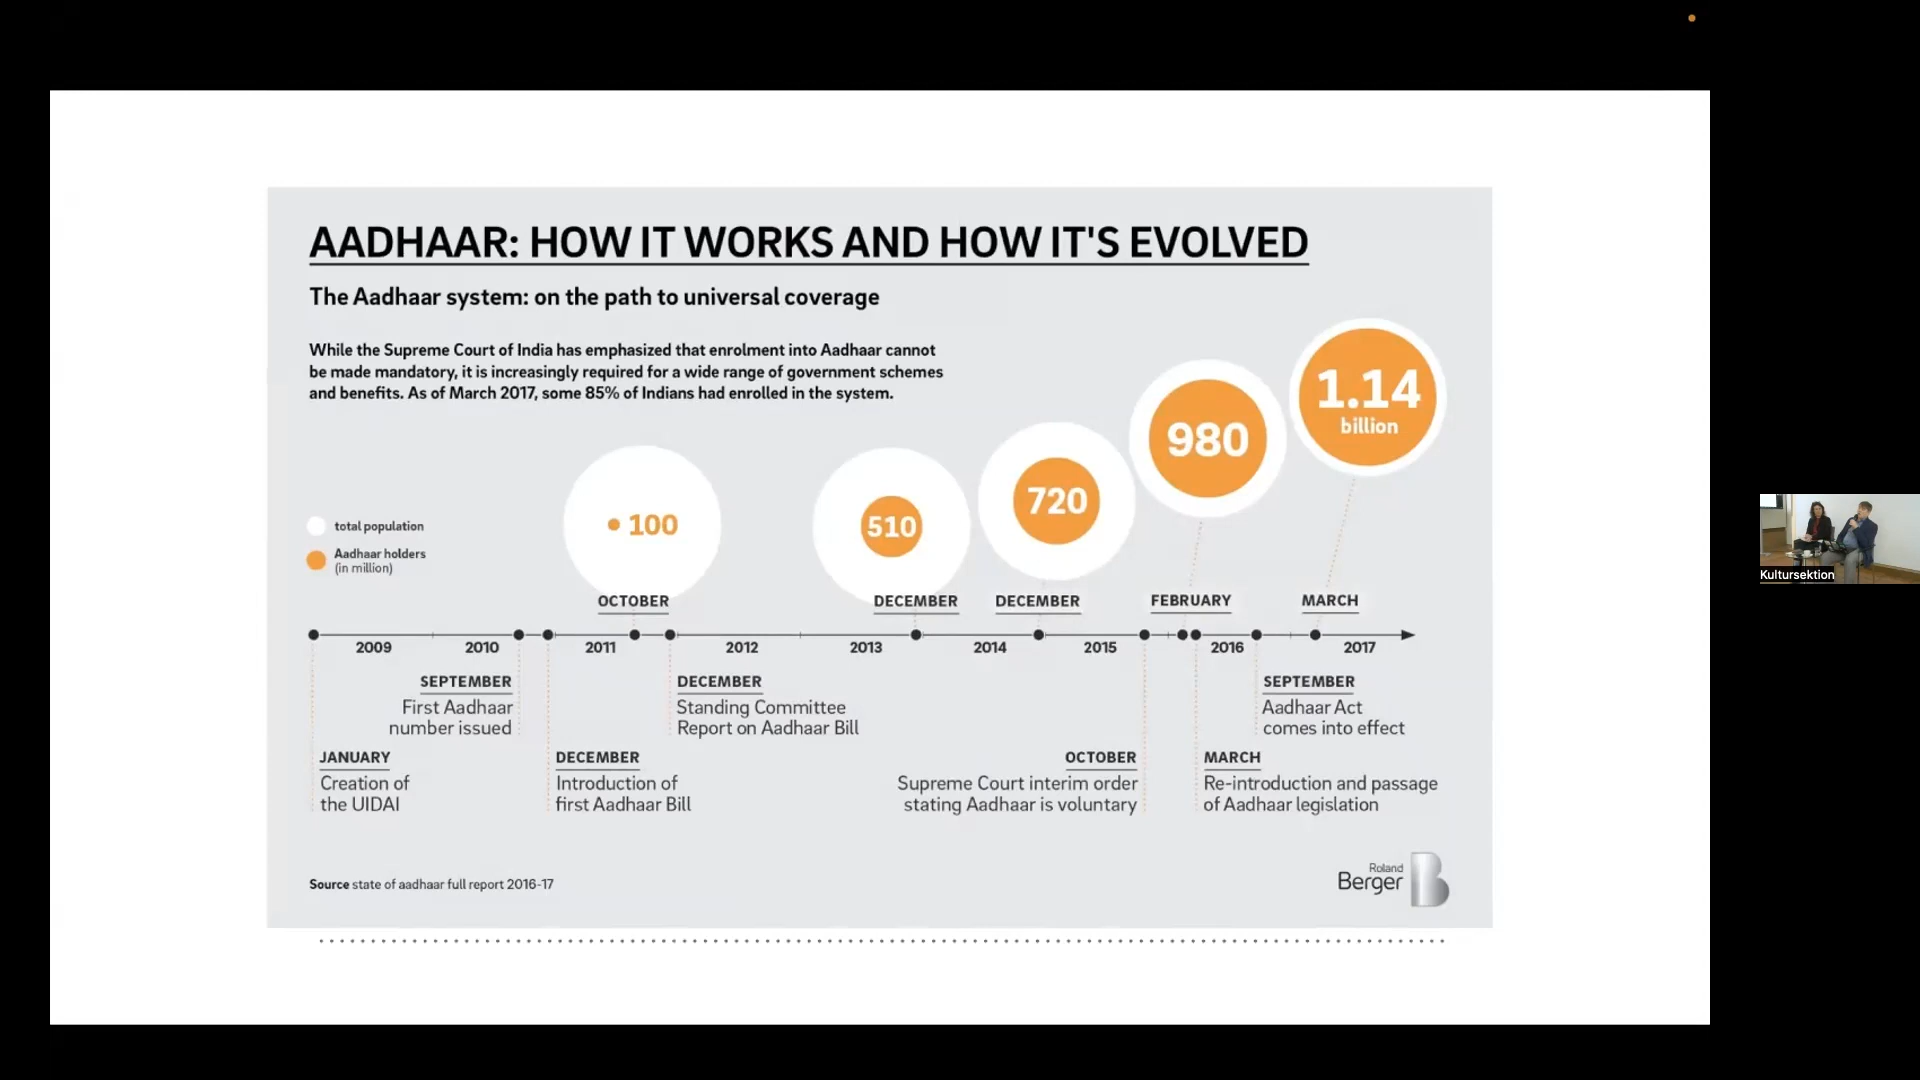 AADHAAR: HOW IT WORKS AND HOW IT'S EVOLVED
The Aadhaar system: on the path to universal coverage
While the Supreme Court of India has emphasized that enrolment into Aadhaar cannot
be made mandatory, it is increasingly required for a wide range of government schemes
and benefits. As of March 2017, some 85% of Indians had enrolled in the system.
total population
Aadhaar holders
(in million)
100
510
720
980
1.14
billion
OCTOBER
DECEMBER
DECEMBER
FEBRUARY
MARCH
2009
2010
2011
2012
2013
2014
2015
2016
2017
SEPTEMBER
First Aadhaar
number issued
DECEMBER
Standing Committee
Report on Aadhaar Bill
SEPTEMBER
Aadhaar Act
comes into effect
JANUARY
Creation of
the UIDAI
DECEMBER
Introduction of
first Aadhaar Bill
OCTOBER
Supreme Court interim order
stating Aadhaar is voluntary
MARCH
Re-introduction and passage
of Aadhaar legislation
Source state of aadhaar full report 2016-17
Roland
Berger
B
Kultursektion